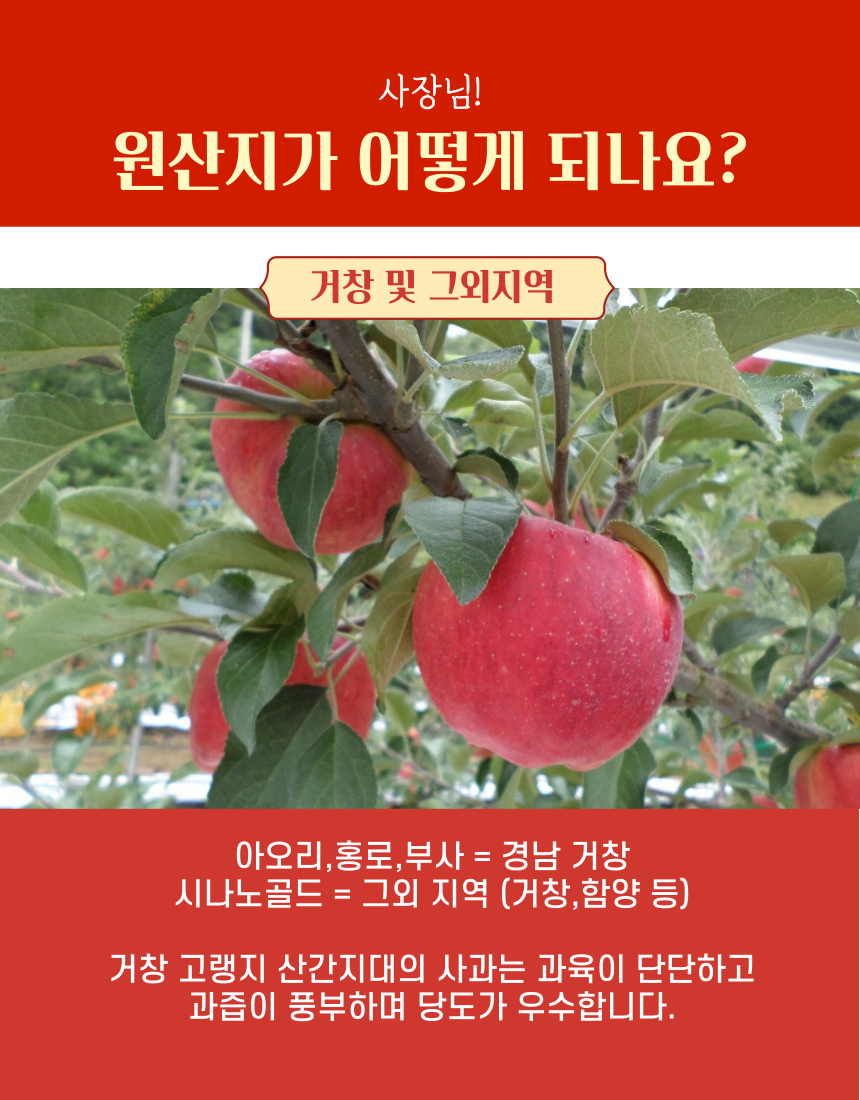 사장님!
원산지가 어떻게 되나요?
거창 및 그외지역
아오리,홍로,부사 = 경남 거창
시나노골드 = 그외 지역 (거창,함양 등)
거창 고랭지 산간지대의 사과는 과육이 단단하고
과즙이 풍부하며 당도가 우수합니다.